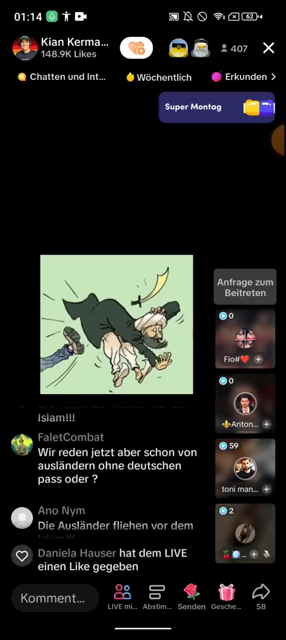 01:14
62
Kian Kerma...
148.9K Likes
407
Chatten und Int...
Wöchentlich
Erkunden >
Super Montag
Anfrage zum
Beitreten
0
Fio#❤️ +
0
⚜Anton... +
59
toni man... +
2
Islam!!!
FaletCombat
Wir reden jetzt aber schon von
ausländern ohne deutschen
pass oder ?
Ano Nym
Die Ausländer fliehen vor dem
Daniela Hauser hat dem LIVE
einen Like gegeben
Komment...
LIVE mi...
Abstim...
Senden
Gesche...
58